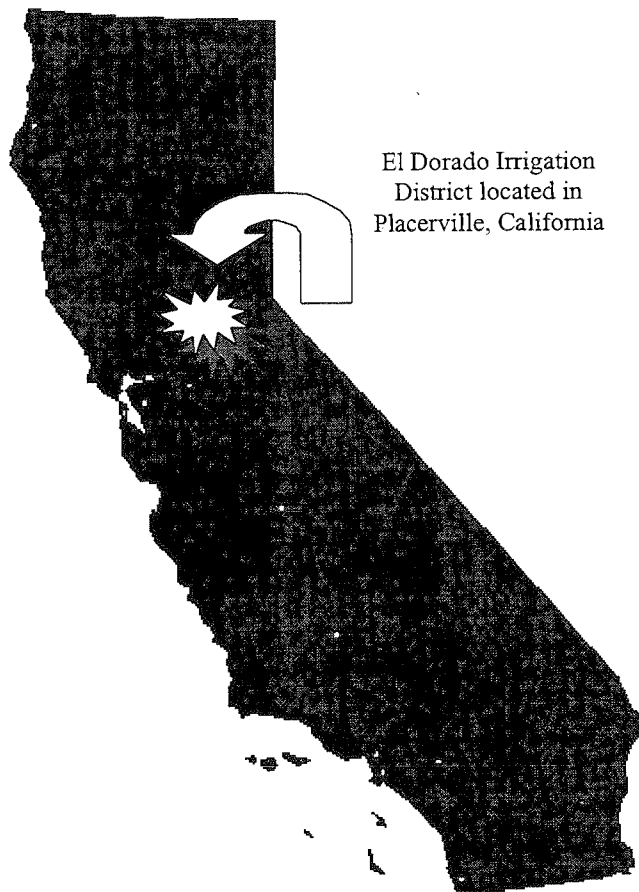 El Dorado Irrigation
District located in
Placerville, California